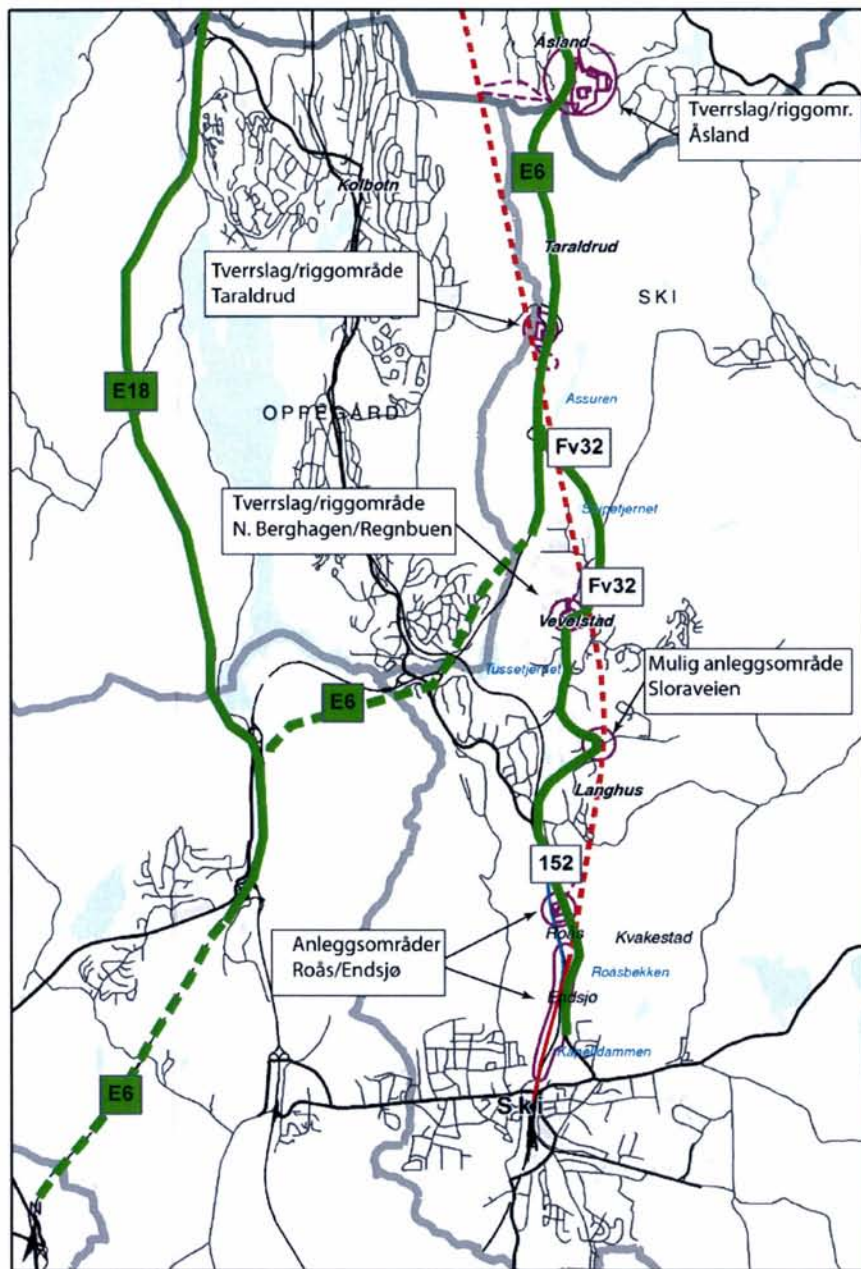 Åsland
Tverrslag/riggomr.
Åsland
E6
Kolbotn
Taraldrud
Tverrslag/riggområde
Taraldrud
SKI
E18
Assuren
OPPEGÅRD
Fv32
Tverrslag/riggområde
N. Berghagen/Regnbuen
Fv32
Vevelstad
Tussetjernet
Mulig anleggsområde
Sloraveien
E6
Langhus
152
Roås
Kvakestad
Anleggsområder
Roås/Endsjø
Roåsbekken
Endsjø
Kapelldammen
E6
Ski